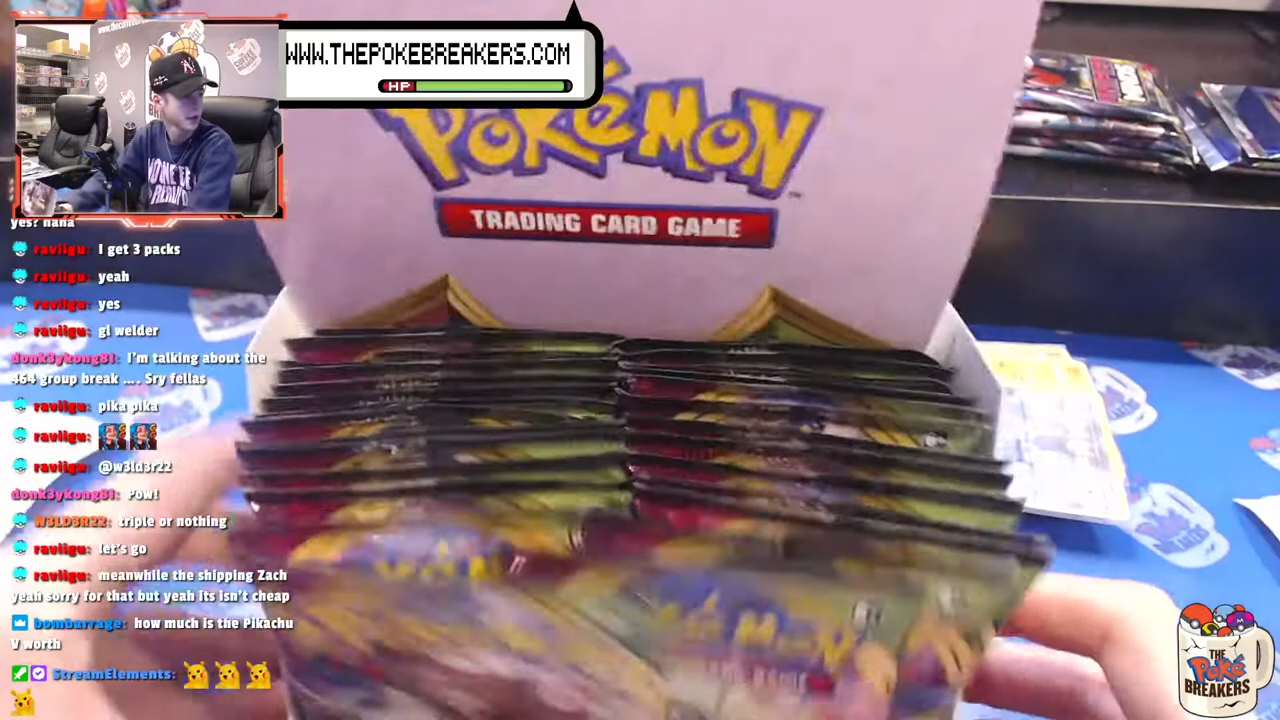 WWW.THEPOKEBREAKERS.COM
HP
POKéMON
TRADING CARD GAME
yes? haha
raviigu: I get 3 packs
raviigu: yeah
raviigu: yes
raviigu: gl welder
donk3ykong81: I'm talking about the
464 group break .... Sry fellas
raviigu: pika pika
raviigu:
raviigu: @w3ld3r22
donk3ykong81: Pow!
W3LD3R22: triple or nothing
raviigu: let's go
raviigu: meanwhile the shipping Zach
yeah sorry for that but yeah its isn't cheap
bombarrage: how much is the Pikachu
V worth
StreamElements:
THE
Poké
BREAKERS